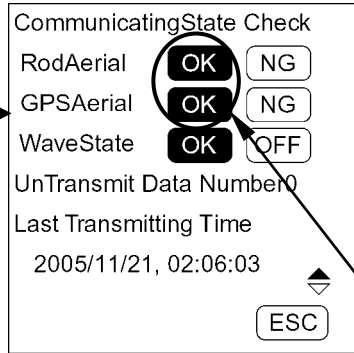 CommunicatingState Check
RodAerial OK NG
GPSAerial OK NG
WaveState OK OFF
UnTransmit Data Number0
Last Transmitting Time
2005/11/21, 02:06:03
ESC